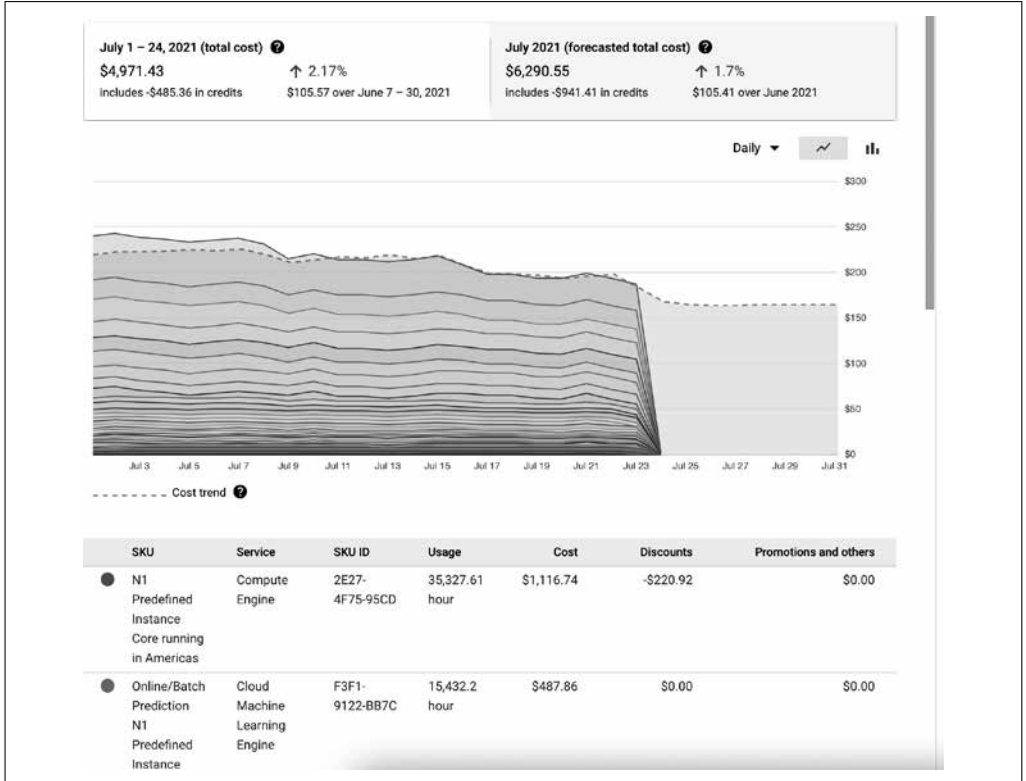 July 1 – 24, 2021 (total cost) ?
$4,971.43 ↑ 2.17%
includes -$485.36 in credits $105.57 over June 7 – 30, 2021
July 2021 (forecasted total cost) ?
$6,290.55 ↑ 1.7%
includes -$941.41 in credits $105.41 over June 2021
Daily
$300
$250
$200
$150
$100
$50
$0
Jul 3 Jul 5 Jul 7 Jul 9 Jul 11 Jul 13 Jul 15 Jul 17 Jul 19 Jul 21 Jul 23 Jul 25 Jul 27 Jul 29 Jul 31
Cost trend ?
SKU Service SKU ID Usage Cost Discounts Promotions and others
N1 Compute 2E27- 35,327.61 $1,116.74 -$220.92 $0.00
Predefined Engine 4F75-95CD hour
Instance
Core running
in Americas
Online/Batch Cloud F3F1- 15,432.2 $487.86 $0.00 $0.00
Prediction Machine 9122-BB7C hour
N1 Learning
Predefined Engine
Instance